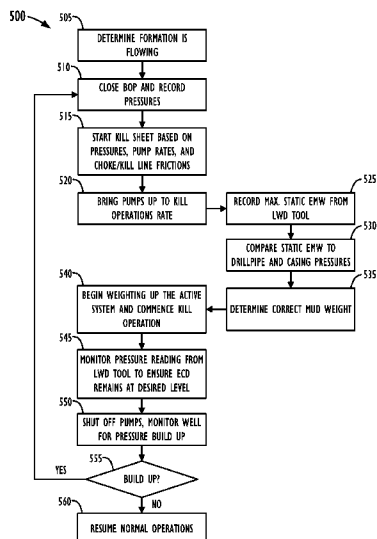 500
505
DETERMINE FORMATION IS
FLOWING
510
CLOSE BOP AND RECORD
PRESSURES
515
START KILL SHEET BASED ON
PRESSURES, PUMP RATES, AND
CHOKE/KILL LINE FRICTIONS
520
BRING PUMPS UP TO KILL
OPERATIONS RATE
525
RECORD MAX. STATIC EMW FROM
LWD TOOL
530
COMPARE STATIC EMW TO
DRILLPIPE AND CASING PRESSURES
535
DETERMINE CORRECT MUD WEIGHT
540
BEGIN WEIGHTING UP THE ACTIVE
SYSTEM AND COMMENCE KILL
OPERATION
545
MONITOR PRESSURE READING FROM
LWD TOOL TO ENSURE ECD
REMAINS AT DESIRED LEVEL
550
SHUT OFF PUMPS, MONITOR WELL
FOR PRESSURE BUILD UP
555
YES
BUILD UP?
NO
560
RESUME NORMAL OPERATIONS